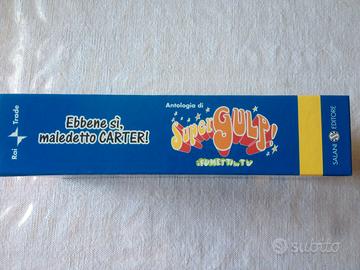 Rai Trade
Ebbene sì,
maledetto CARTER!
Antologia di
SuperGULP!
FUMETTI in TV
SALANI EDITORE
subito